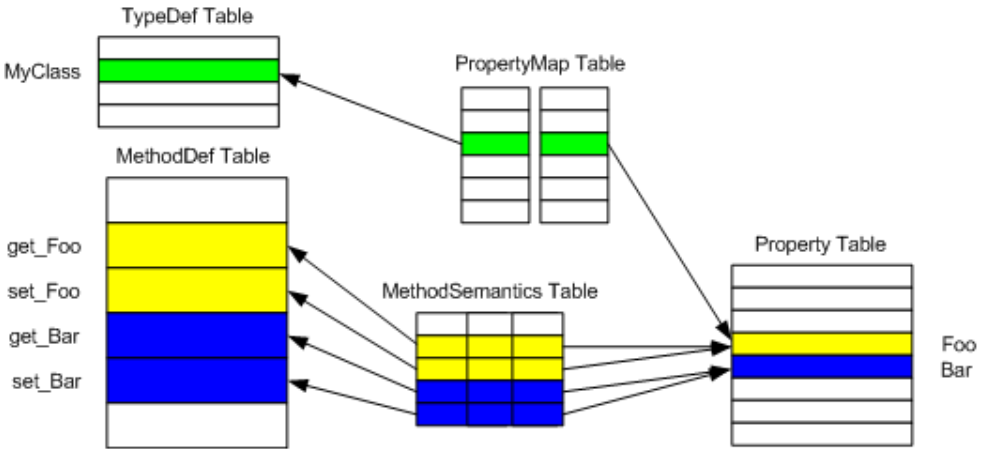 TypeDef Table
MyClass
PropertyMap Table
MethodDef Table
get_Foo
set_Foo
get_Bar
set_Bar
MethodSemantics Table
Property Table
Foo
Bar